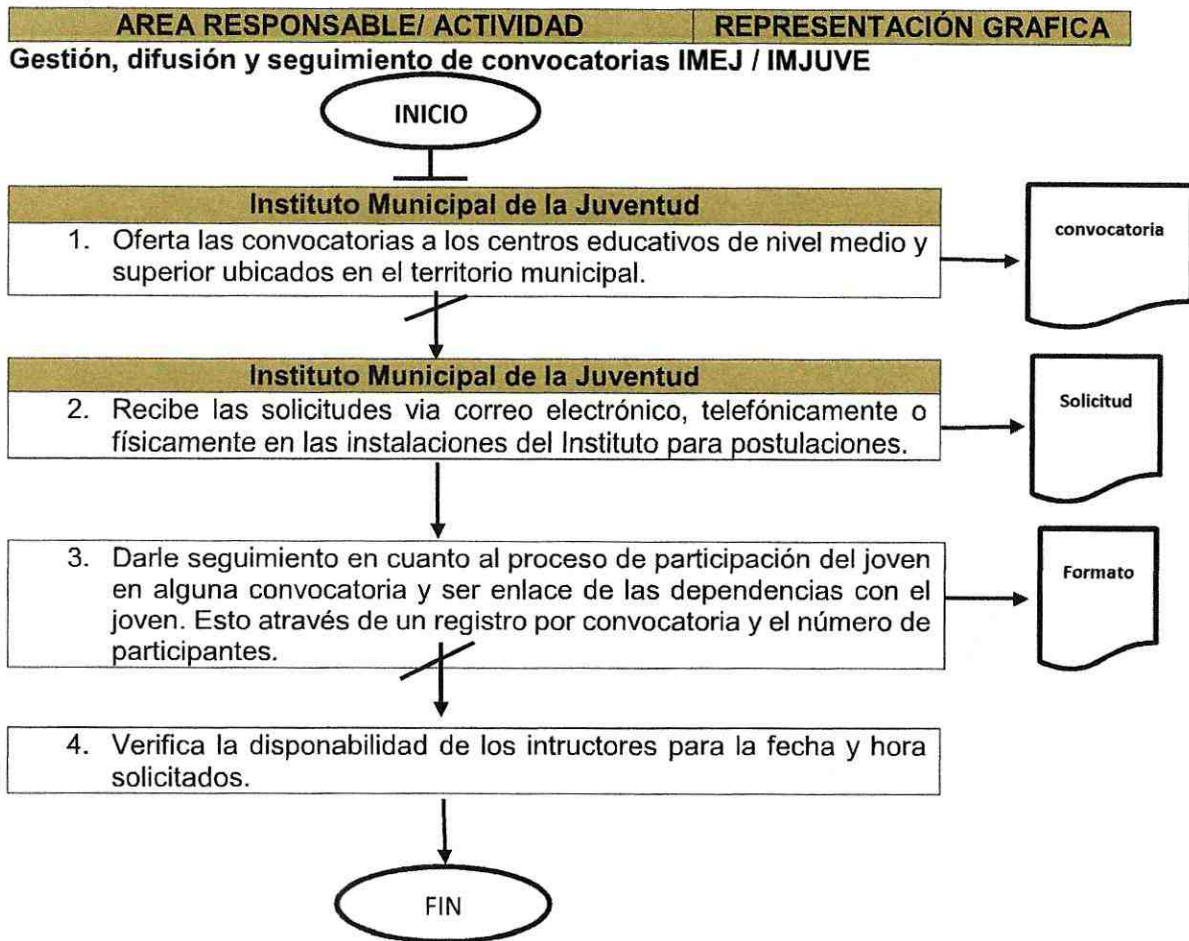 AREA RESPONSABLE/ ACTIVIDAD REPRESENTACIÓN GRAFICA
Gestión, difusión y seguimiento de convocatorias IMEJ / IMJUVE
INICIO
Instituto Municipal de la Juventud
1. Oferta las convocatorias a los centros educativos de nivel medio y
superior ubicados en el territorio municipal.
convocatoria
Instituto Municipal de la Juventud
2. Recibe las solicitudes via correo electrónico, telefónicamente o
físicamente en las instalaciones del Instituto para postulaciones.
Solicitud
3. Darle seguimiento en cuanto al proceso de participación del joven
en alguna convocatoria y ser enlace de las dependencias con el
joven. Esto através de un registro por convocatoria y el número de
participantes.
Formato
4. Verifica la disponabilidad de los intructores para la fecha y hora
solicitados.
FIN